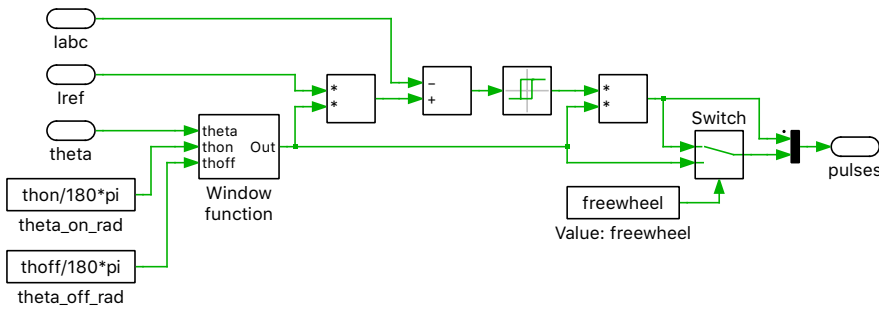 Iabc
Iref
theta
thon/180*pi
theta_on_rad
thoff/180*pi
theta_off_rad
theta
thon
thoff
Out
Window
function
*
*
−
+
*
*
Switch
freewheel
Value: freewheel
pulses